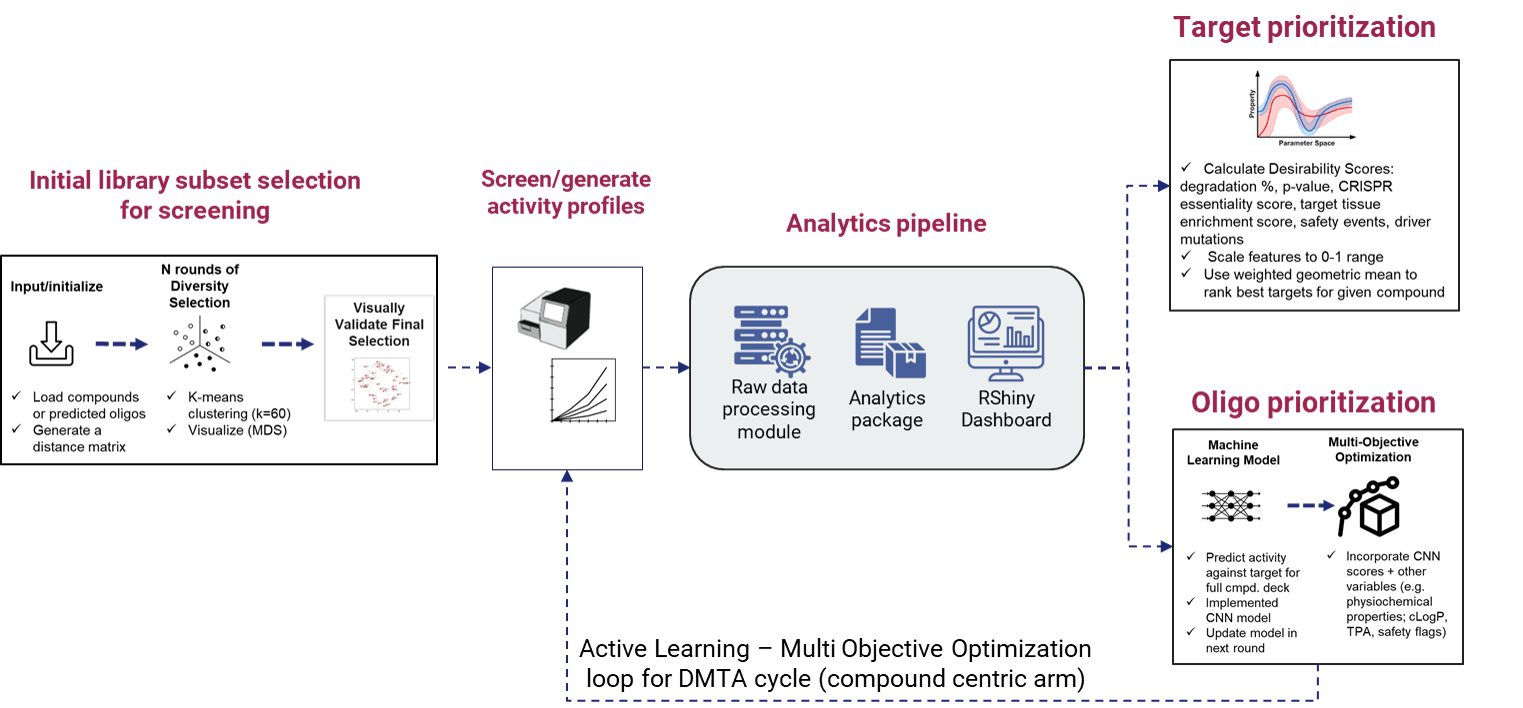 Initial library subset selection
for screening
Input/initialize
✓ Load compounds
or predicted oligos
✓ Generate a
distance matrix
N rounds of
Diversity
Selection
✓ K-means
clustering (k=60)
✓ Visualize (MDS)
Visually
Validate Final
Selection
Screen/generate
activity profiles
Analytics pipeline
Raw data
processing
module
Analytics
package
RShiny
Dashboard
Target prioritization
Property
Parameter Space
✓ Calculate Desirability Scores:
degradation %, p-value, CRISPR
essentiality score, target tissue
enrichment score, safety events, driver
mutations
✓ Scale features to 0-1 range
✓ Use weighted geometric mean to
rank best targets for given compound
Oligo prioritization
Machine
Learning Model
✓ Predict activity
against target for
full cmpd. deck
✓ Implemented
CNN model
✓ Update model in
next round
Multi-Objective
Optimization
✓ Incorporate CNN
scores + other
variables (e.g.
physiochemical
properties; cLogP,
TPA, safety flags)
Active Learning – Multi Objective Optimization
loop for DMTA cycle (compound centric arm)